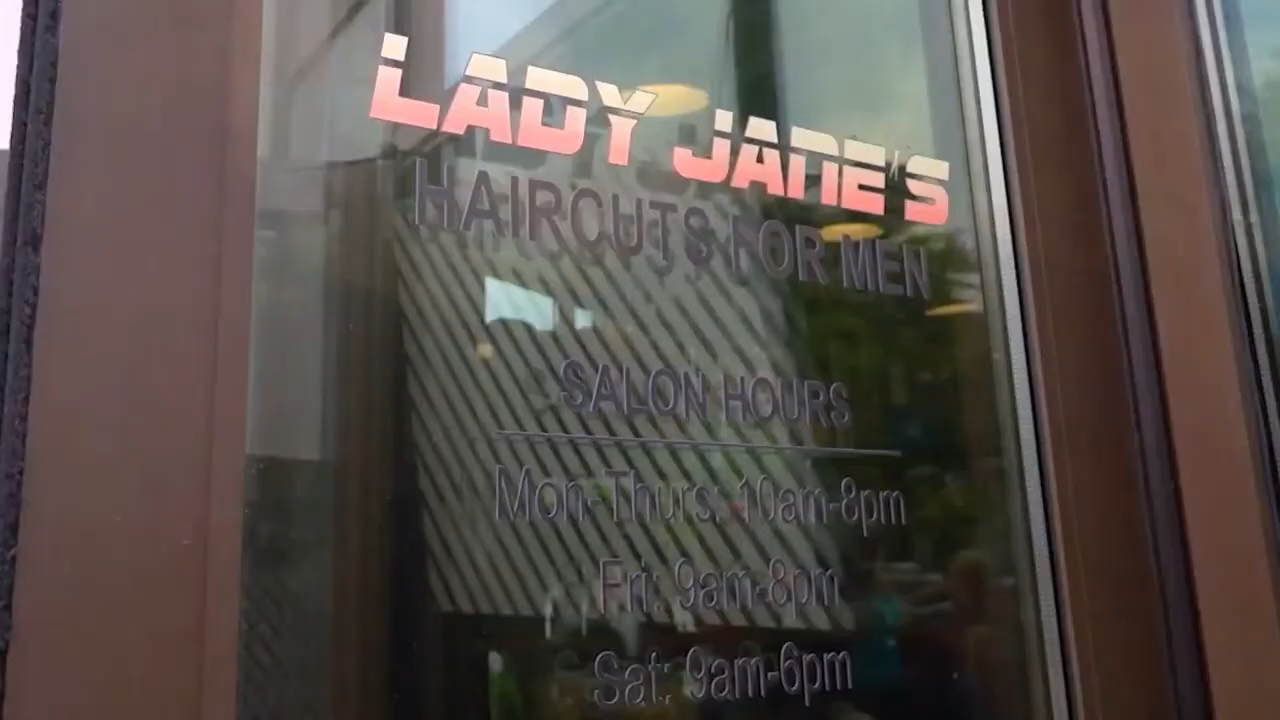 LADY JANE'S
HAIRCUTS FOR MEN
SALON HOURS
Mon-Thurs: 10am-8pm
Fri: 9am-8pm
Sat: 9am-6pm